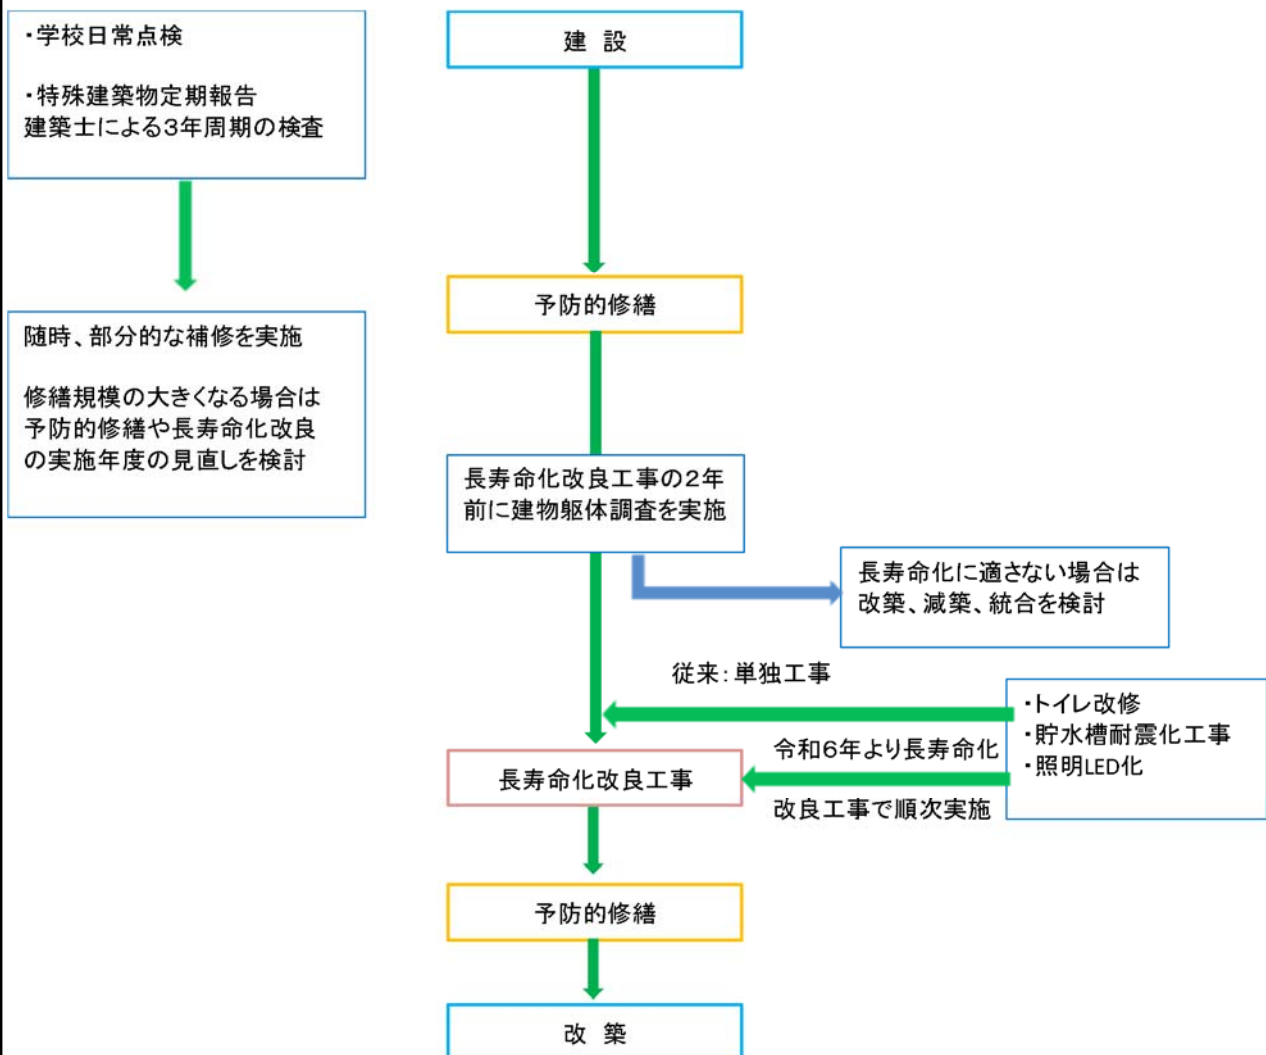 ・学校日常点検
・特殊建築物定期報告
建築士による3年周期の検査
随時、部分的な補修を実施
修繕規模の大きくなる場合は
予防的修繕や長寿命化改良
の実施年度の見直しを検討
建 設
予防的修繕
長寿命化改良工事の2年
前に建物躯体調査を実施
長寿命化に適さない場合は
改築、減築、統合を検討
従来：単独工事
・トイレ改修
・貯水槽耐震化工事
・照明LED化
令和6年より長寿命化
改良工事で順次実施
長寿命化改良工事
予防的修繕
改 築